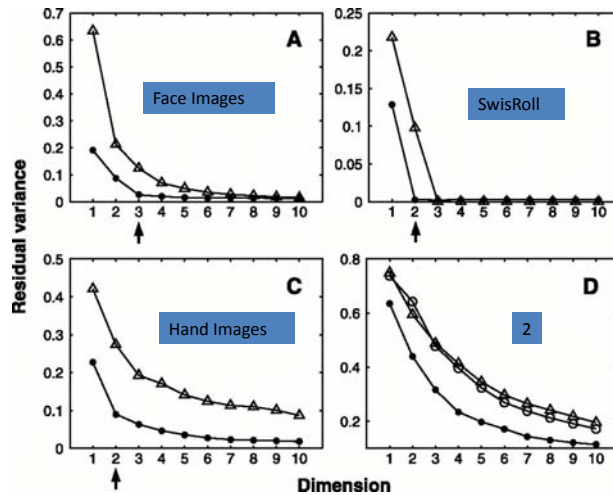 0.7
0.6
0.5
0.4
0.3
0.2
0.1
0
A
Face Images
1 2 3 4 5 6 7 8 9 10
0.25
0.2
0.15
0.1
0.05
0
B
SwisRoll
1 2 3 4 5 6 7 8 9 10
Residual variance
0.5
0.4
0.3
0.2
0.1
0
C
Hand Images
1 2 3 4 5 6 7 8 9 10
0.8
0.6
0.4
0.2
D
2
1 2 3 4 5 6 7 8 9 10
Dimension